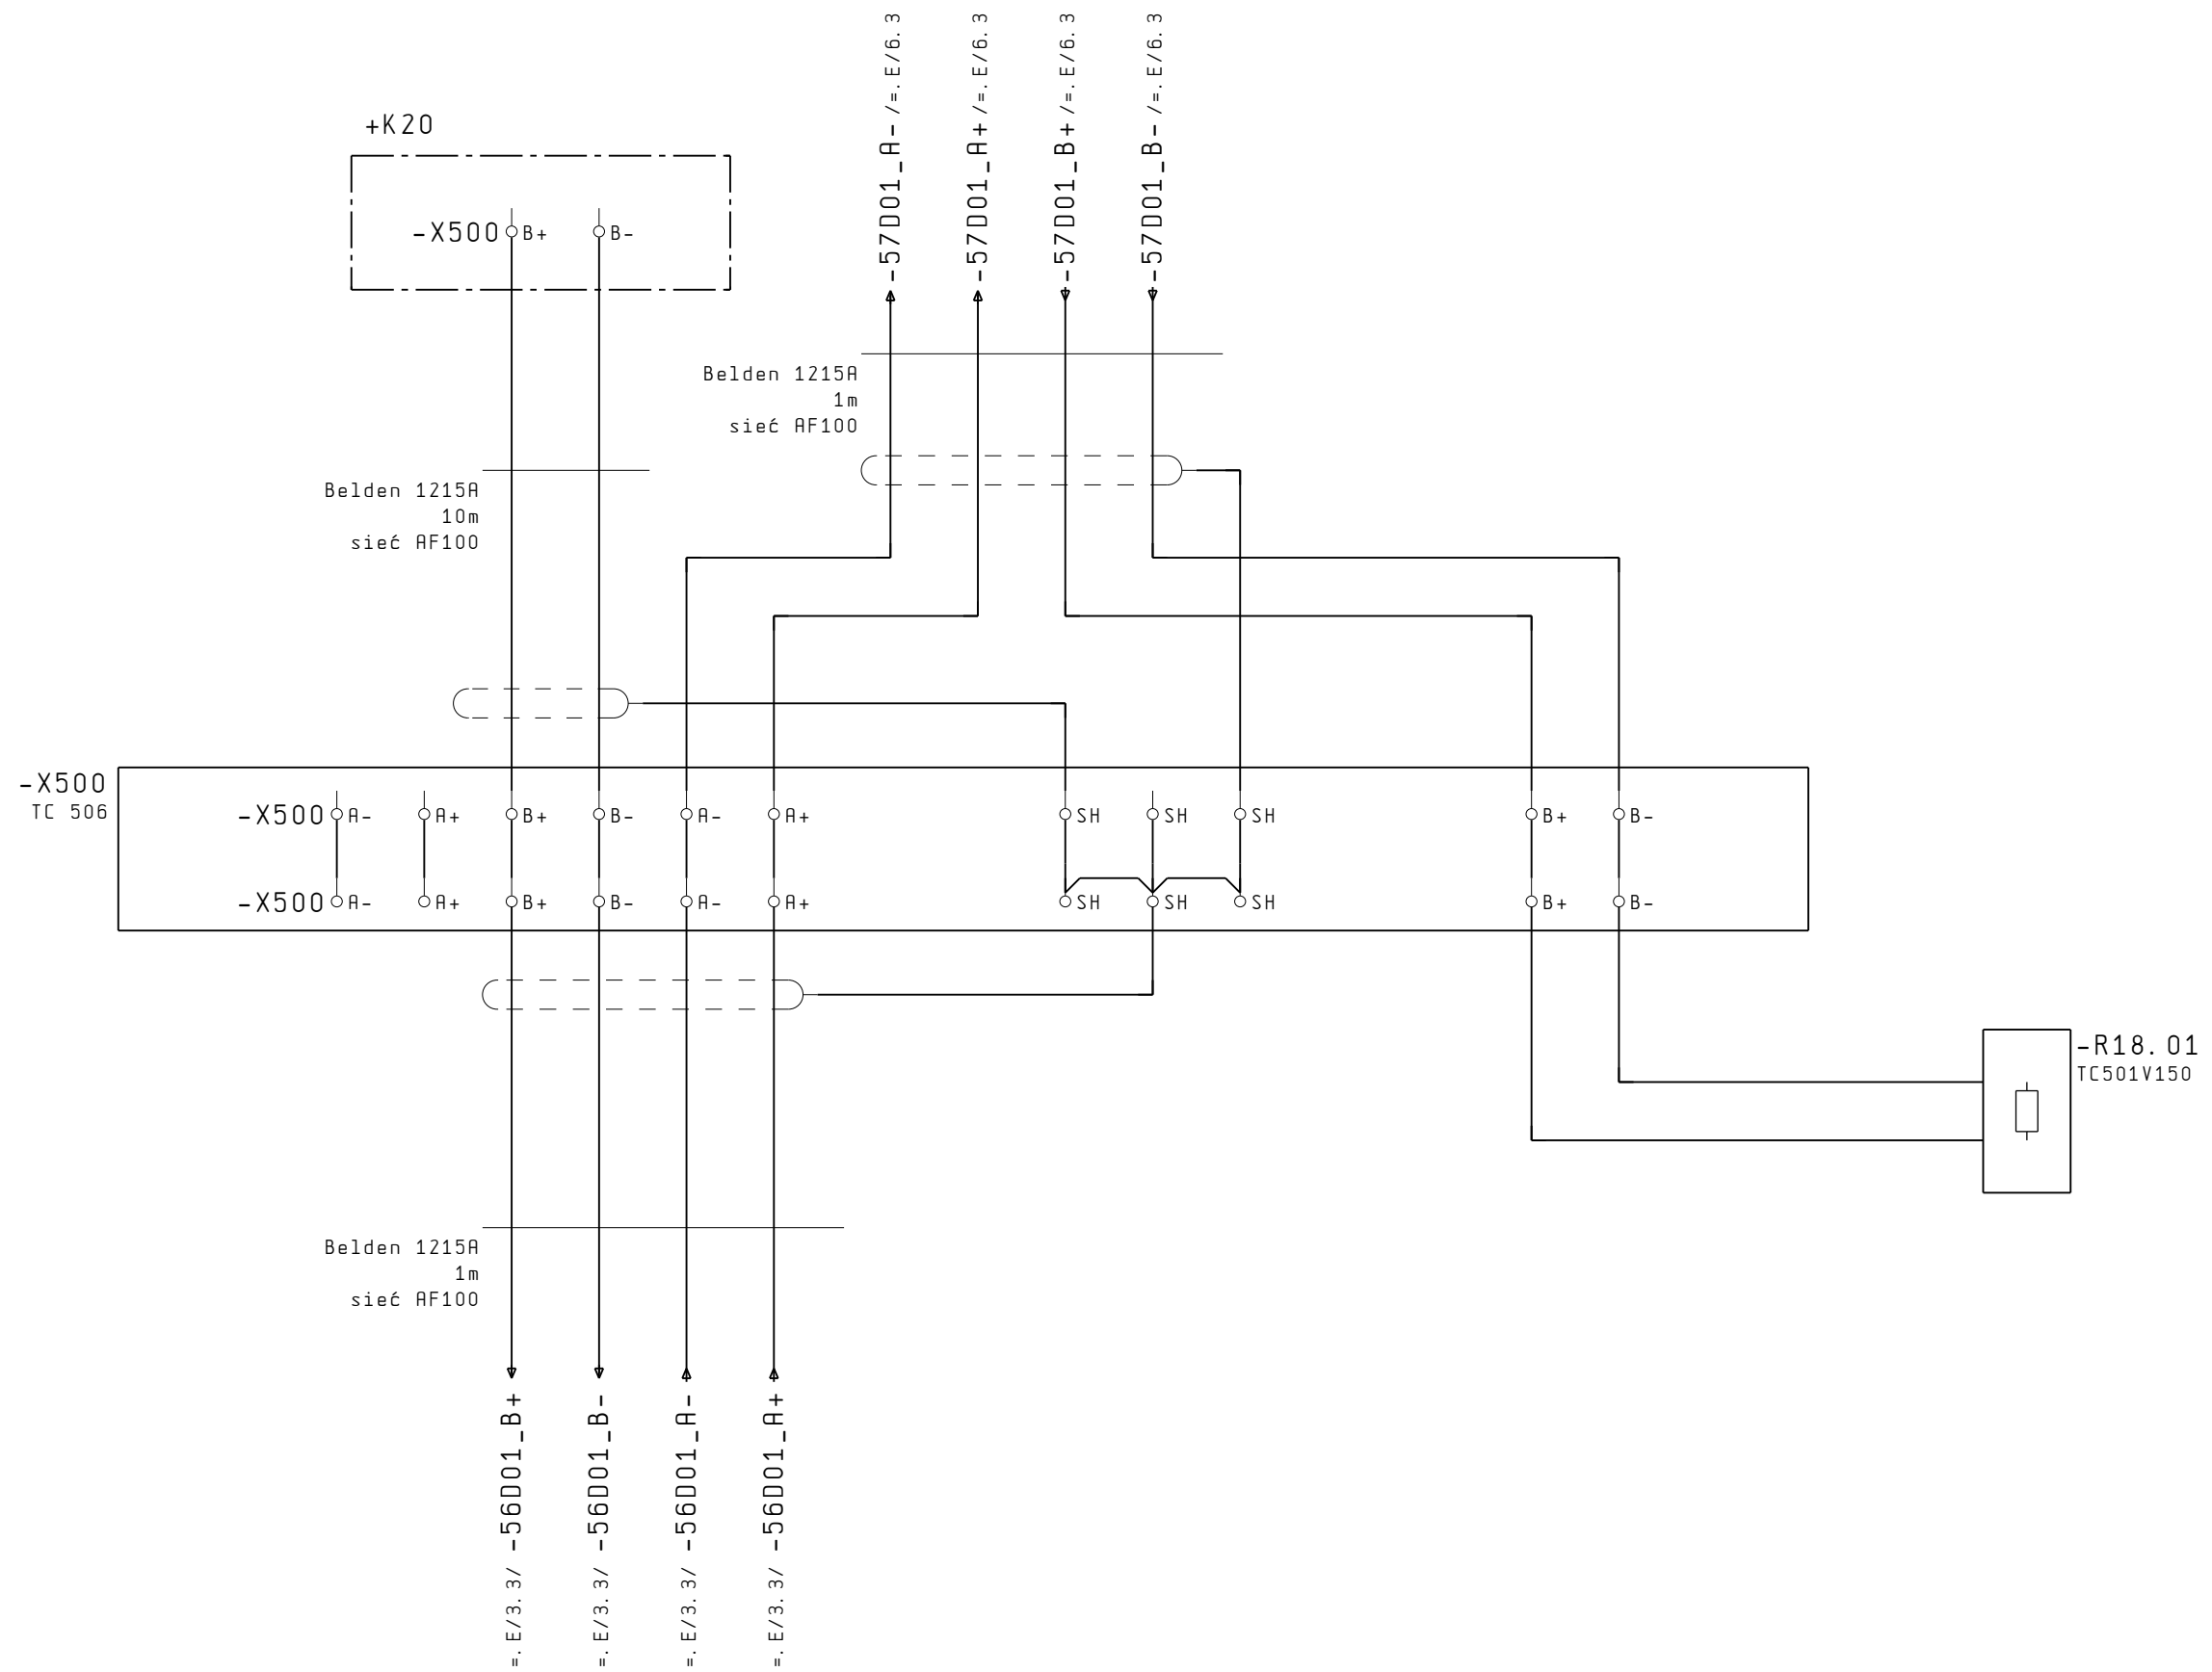 -57D01_A- /=.E/6.3
-57D01_A+ /=.E/6.3
-57D01_B+ /=.E/6.3
-57D01_B- /=.E/6.3
+K20
-X500 B+ B-
Belden 1215A
1m
sieć AF100
Belden 1215A
10m
sieć AF100
-X500
TC 506
-X500 A- A+ B+ B- A- A+ SH SH SH B+ B-
-X500 A- A+ B+ B- A- A+ SH SH SH B+ B-
-R18.01
TC501V150
Belden 1215A
1m
sieć AF100
=.E/3.3/ -56D01_B+
=.E/3.3/ -56D01_B-
=.E/3.3/ -56D01_A-
=.E/3.3/ -56D01_A+